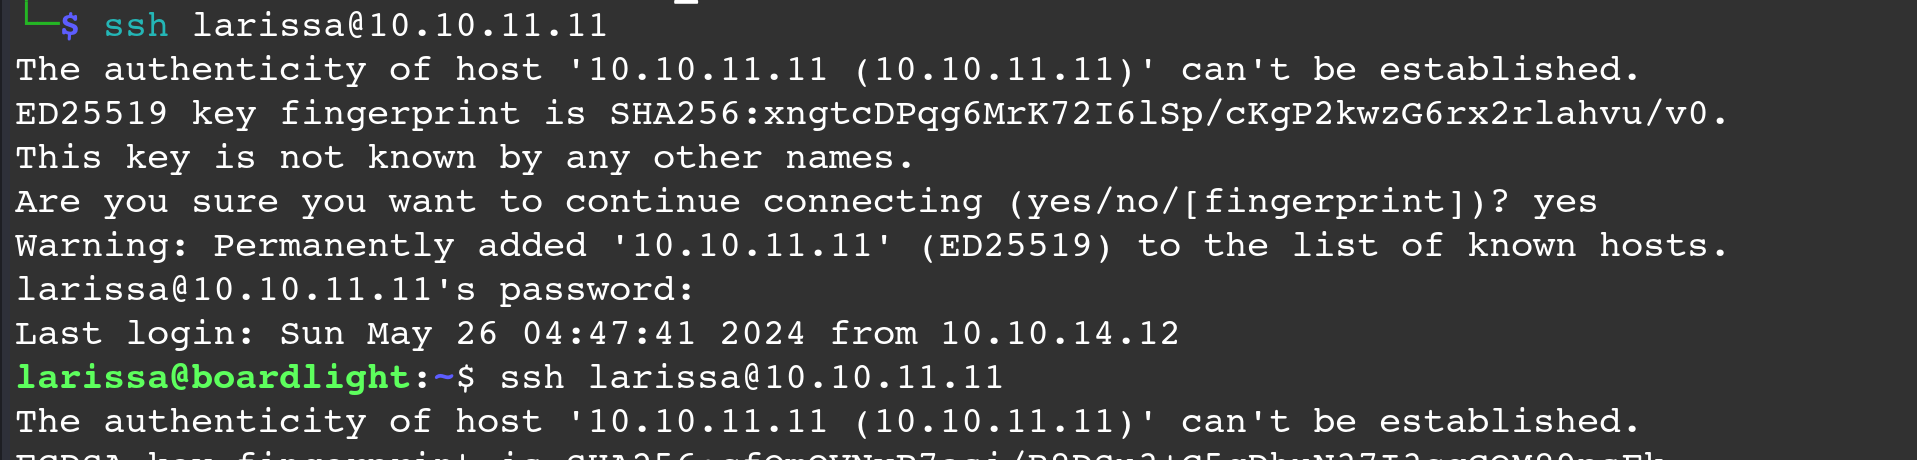 └─$ ssh larissa@10.10.11.11
The authenticity of host '10.10.11.11 (10.10.11.11)' can't be established.
ED25519 key fingerprint is SHA256:xngtcDPqg6MrK72I6lSp/cKgP2kwzG6rx2rlahvu/v0.
This key is not known by any other names.
Are you sure you want to continue connecting (yes/no/[fingerprint])? yes
Warning: Permanently added '10.10.11.11' (ED25519) to the list of known hosts.
larissa@10.10.11.11's password:
Last login: Sun May 26 04:47:41 2024 from 10.10.14.12
larissa@boardlight:~$ ssh larissa@10.10.11.11
The authenticity of host '10.10.11.11 (10.10.11.11)' can't be established.
ECDSA key fingerprint is